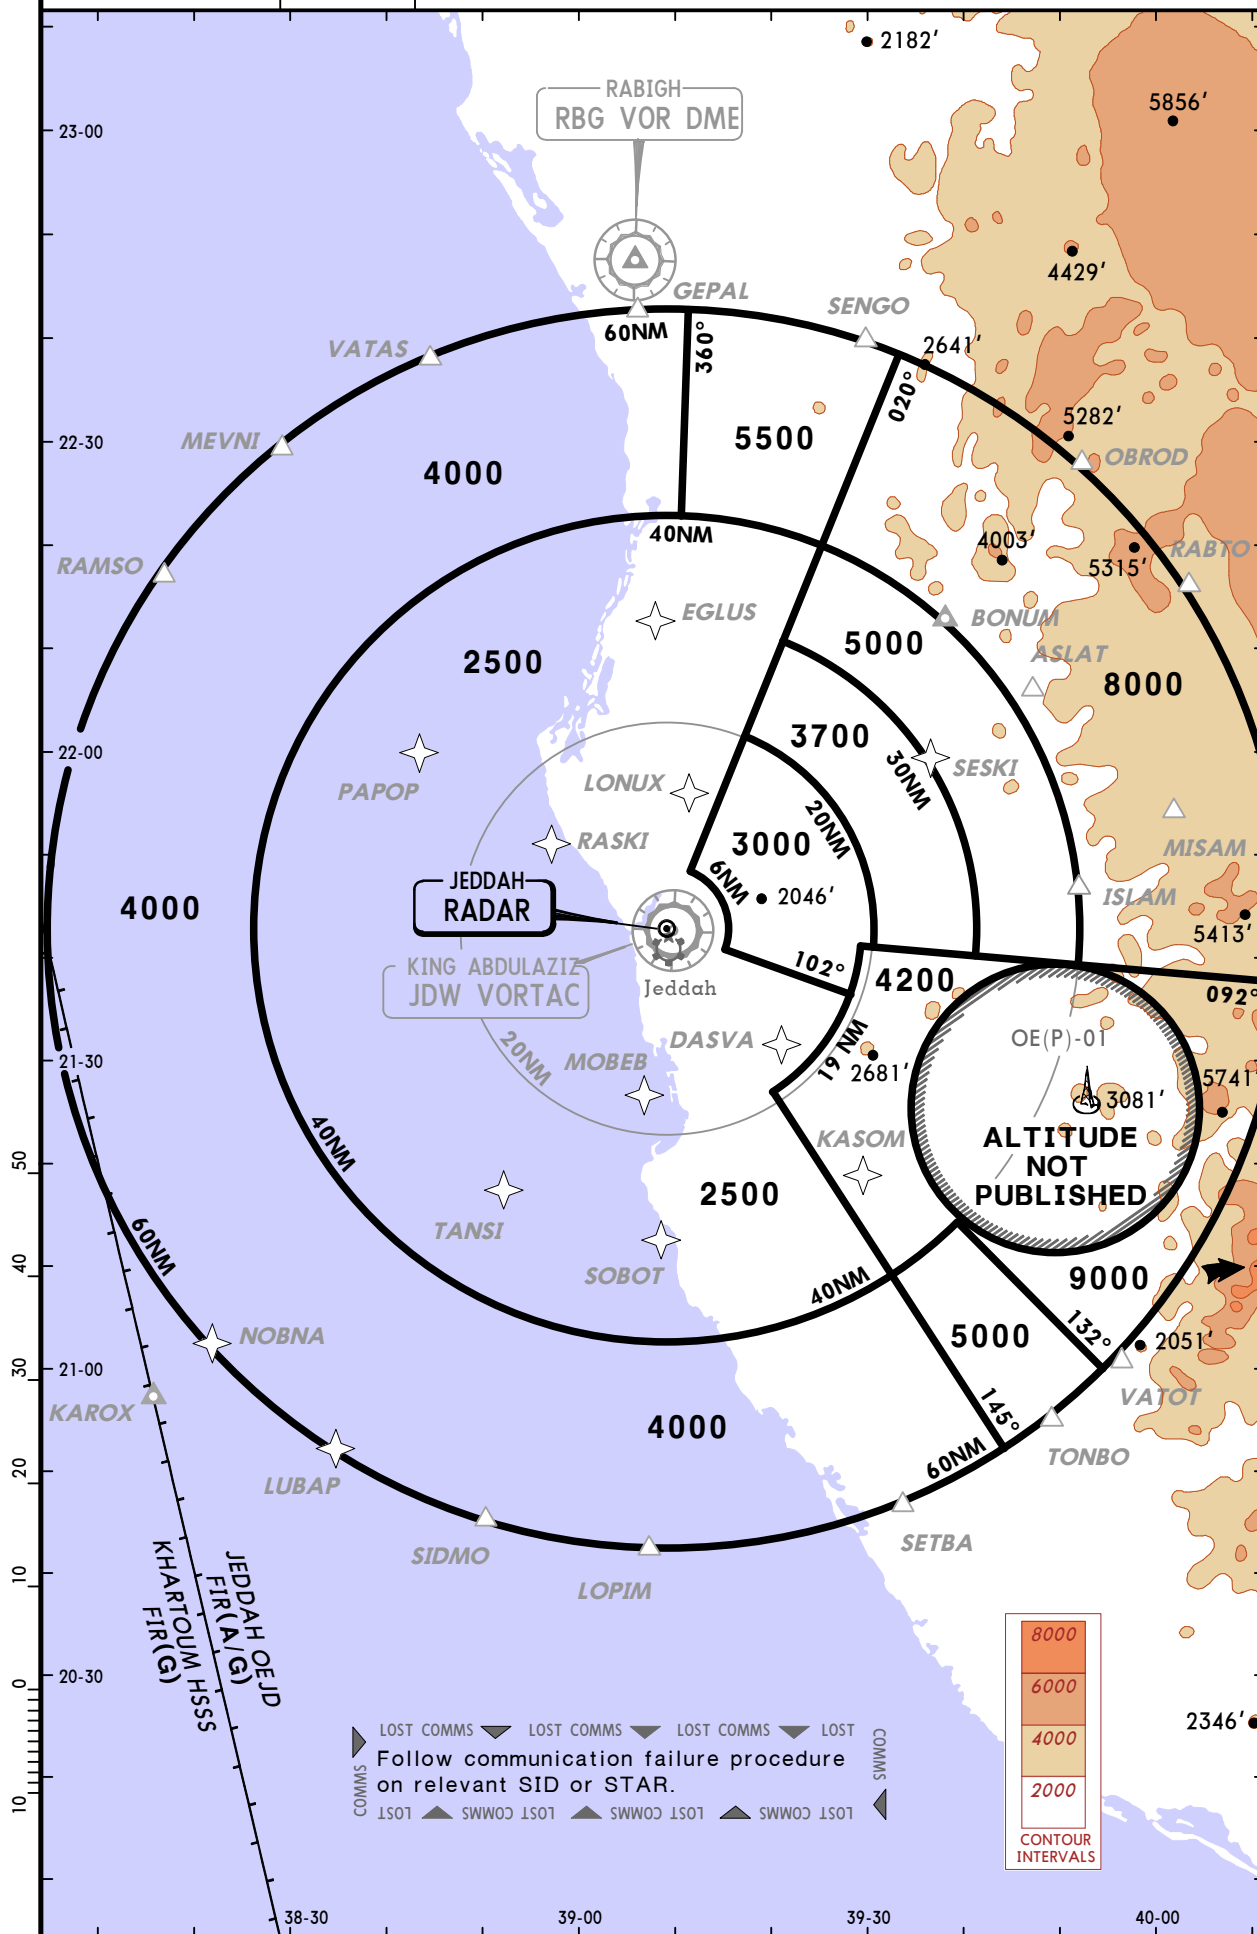 2182'
RABIGH
RBG VOR DME
5856'
23-00
4429'
GEPAL
SENGO
60NM
360°
2641'
VATAS
020°
5282'
MEVNI
22-30
5500
OBROD
4000
40NM
4003'
5315'
RABTO
RAMSO
EGLUS
BONUM
5000
ASLAT
2500
8000
22-00
3700
30NM
SESKI
PAPOP
LONUX
20NM
RASKI
3000
MISAM
6NM
JEDDAH
RADAR
2046'
ISLAM
4000
5413'
KING ABDULAZIZ
JDW VORTAC
102°
Jeddah
4200
092°
DASVA
OE(P)-01
20NM
MOBEB
19 NM
21-30
2681'
5741'
3081'
40NM
KASOM
ALTITUDE
NOT
PUBLISHED
50
2500
TANSI
60NM
SOBOT
40
9000
40NM
NOBNA
5000
132°
2051'
30
21-00
KAROX
VATOT
145°
4000
60NM
TONBO
20
LUBAP
SETBA
SIDMO
LOPIM
10
JEDDAH OEJD
FIR(A/G)
KHARTOUM HSSS
FIR(G)
8000
6000
4000
2000
CONTOUR
INTERVALS
20-30
0
2346'
LOST COMMS LOST COMMS LOST COMMS LOST
COMMS
Follow communication failure procedure
on relevant SID or STAR.
COMMS
LOST COMMS LOST COMMS LOST COMMS LOST
10
38-30
39-00
39-30
40-00